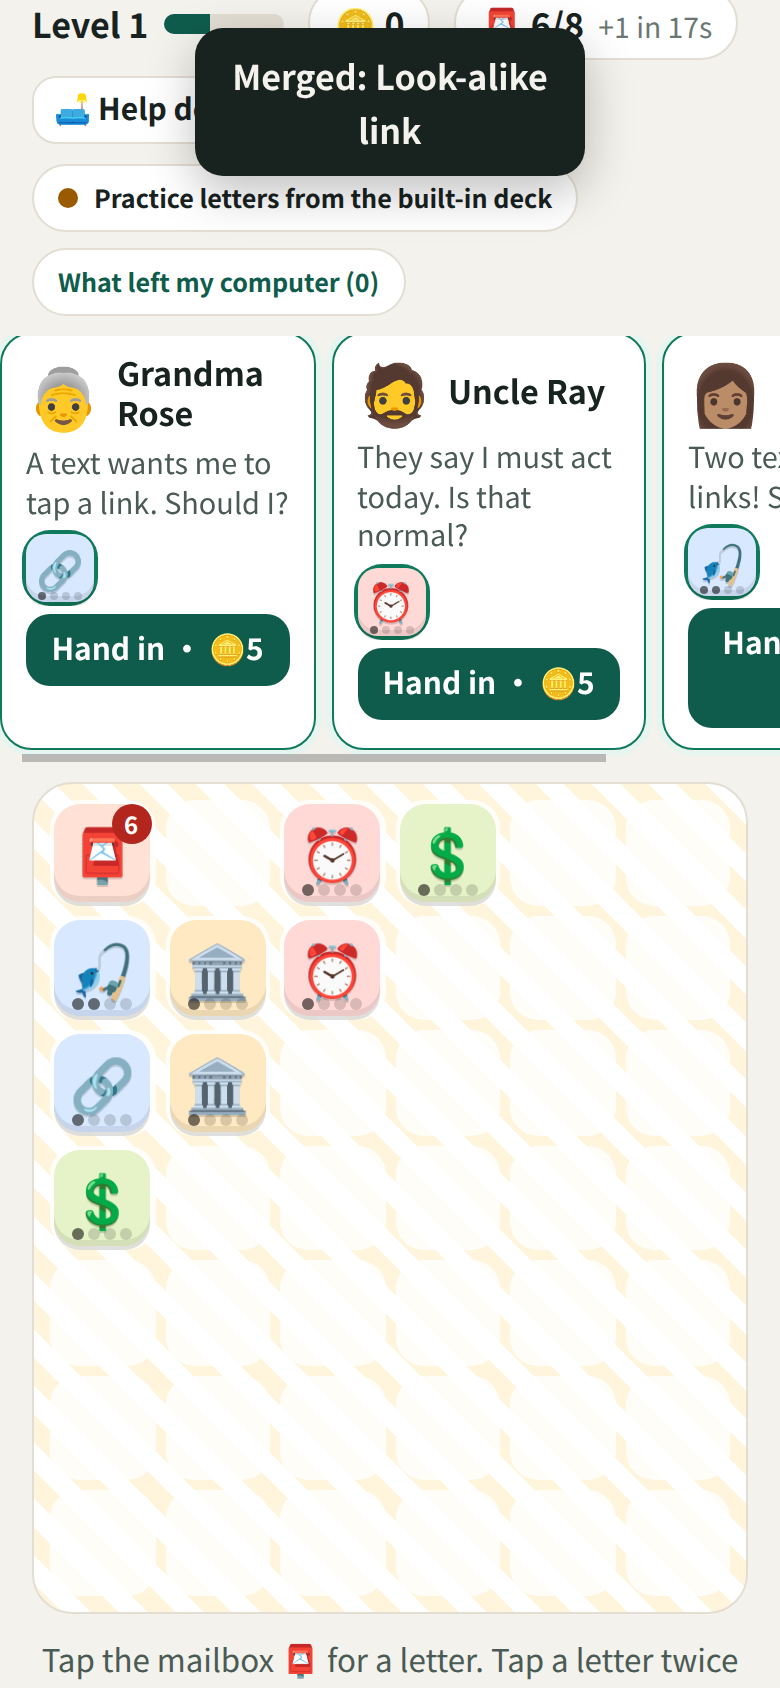 Level 1
0
6/8 +1 in 17s
Merged: Look-alike
link
Help d
Practice letters from the built-in deck
What left my computer (0)
Grandma
Rose
A text wants me to
tap a link. Should I?
Hand in • 5
Uncle Ray
They say I must act
today. Is that
normal?
Hand in • 5
Two te
links! S
Han
6
Tap the mailbox for a letter. Tap a letter twice